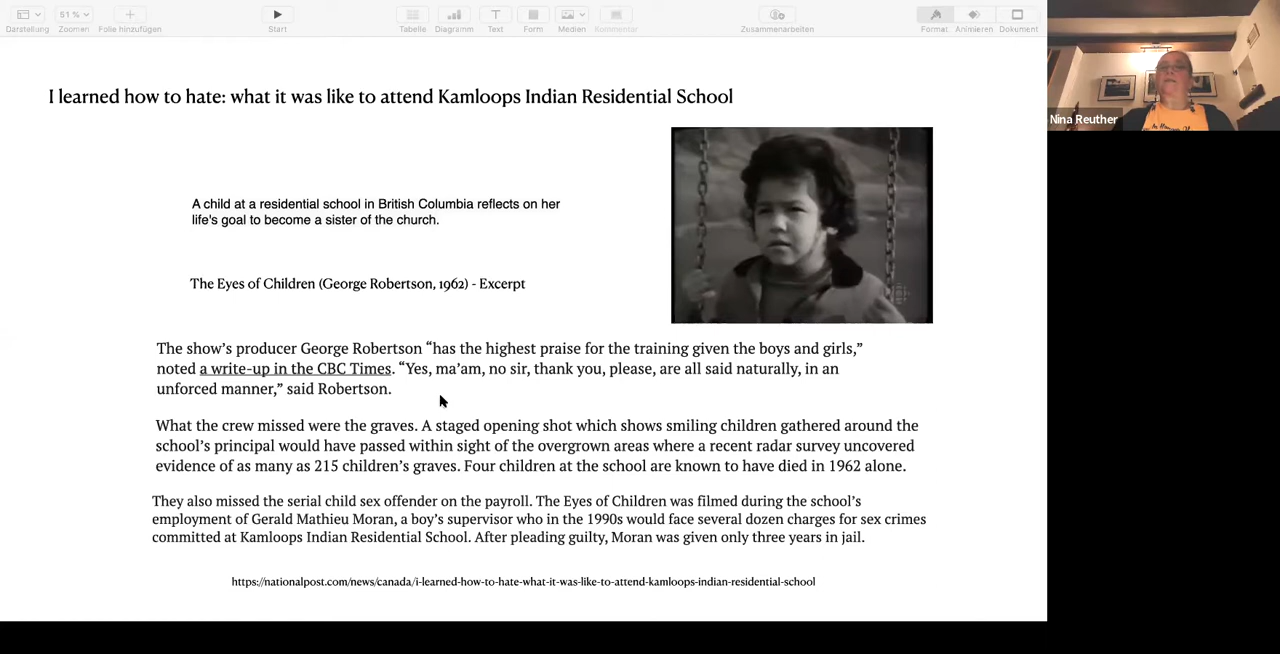 51 %
Darstellung
Zoomen
Folie hinzufügen
Start
Tabelle
Diagramm
Text
Form
Medien
Kommentar
Zusammenarbeiten
Format
Animieren
Dokument
Nina Reuther
I learned how to hate: what it was like to attend Kamloops Indian Residential School
A child at a residential school in British Columbia reflects on her
life's goal to become a sister of the church.
The Eyes of Children (George Robertson, 1962) - Excerpt
The show’s producer George Robertson “has the highest praise for the training given the boys and girls,”
noted a write-up in the CBC Times. “Yes, ma’am, no sir, thank you, please, are all said naturally, in an
unforced manner,” said Robertson.
What the crew missed were the graves. A staged opening shot which shows smiling children gathered around the
school’s principal would have passed within sight of the overgrown areas where a recent radar survey uncovered
evidence of as many as 215 children’s graves. Four children at the school are known to have died in 1962 alone.
They also missed the serial child sex offender on the payroll. The Eyes of Children was filmed during the school’s
employment of Gerald Mathieu Moran, a boy’s supervisor who in the 1990s would face several dozen charges for sex crimes
committed at Kamloops Indian Residential School. After pleading guilty, Moran was given only three years in jail.
https://nationalpost.com/news/canada/i-learned-how-to-hate-what-it-was-like-to-attend-kamloops-indian-residential-school